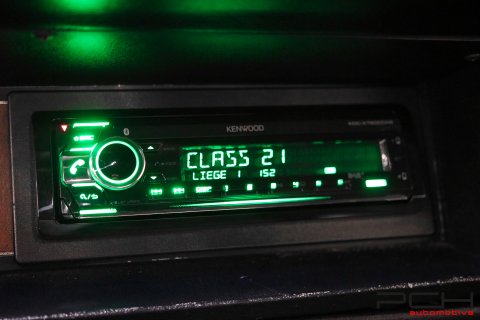 KENWOOD
CLASS 21
LIEGE 1 152
PCH
automotive